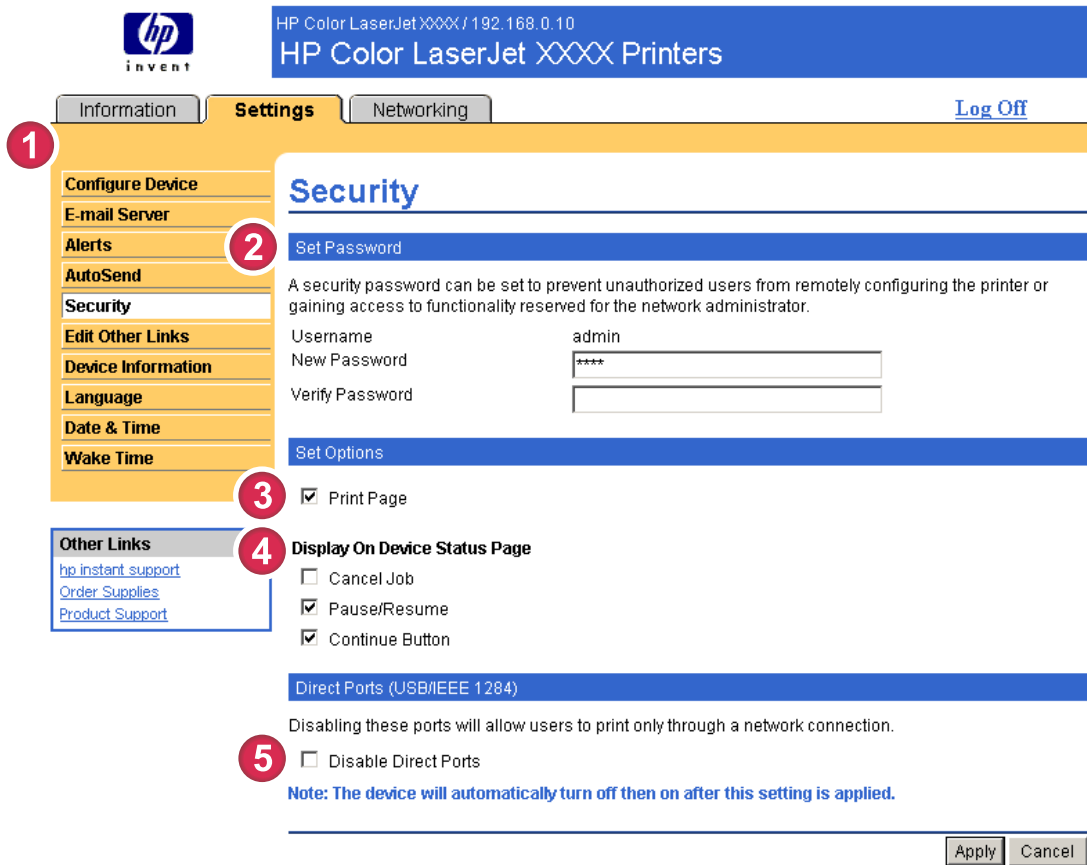 hp
invent
HP Color LaserJet XXXX / 192.168.0.10
HP Color LaserJet XXXX Printers
Information
Settings
Networking
Log Off
1
Configure Device
E-mail Server
Alerts
AutoSend
Security
Edit Other Links
Device Information
Language
Date & Time
Wake Time
Other Links
hp instant support
Order Supplies
Product Support
Security
2
Set Password
A security password can be set to prevent unauthorized users from remotely configuring the printer or
gaining access to functionality reserved for the network administrator.
Username admin
New Password ****
Verify Password
Set Options
3
Print Page
4
Display On Device Status Page
Cancel Job
Pause/Resume
Continue Button
Direct Ports (USB/IEEE 1284)
Disabling these ports will allow users to print only through a network connection.
5
Disable Direct Ports
Note: The device will automatically turn off then on after this setting is applied.
Apply
Cancel